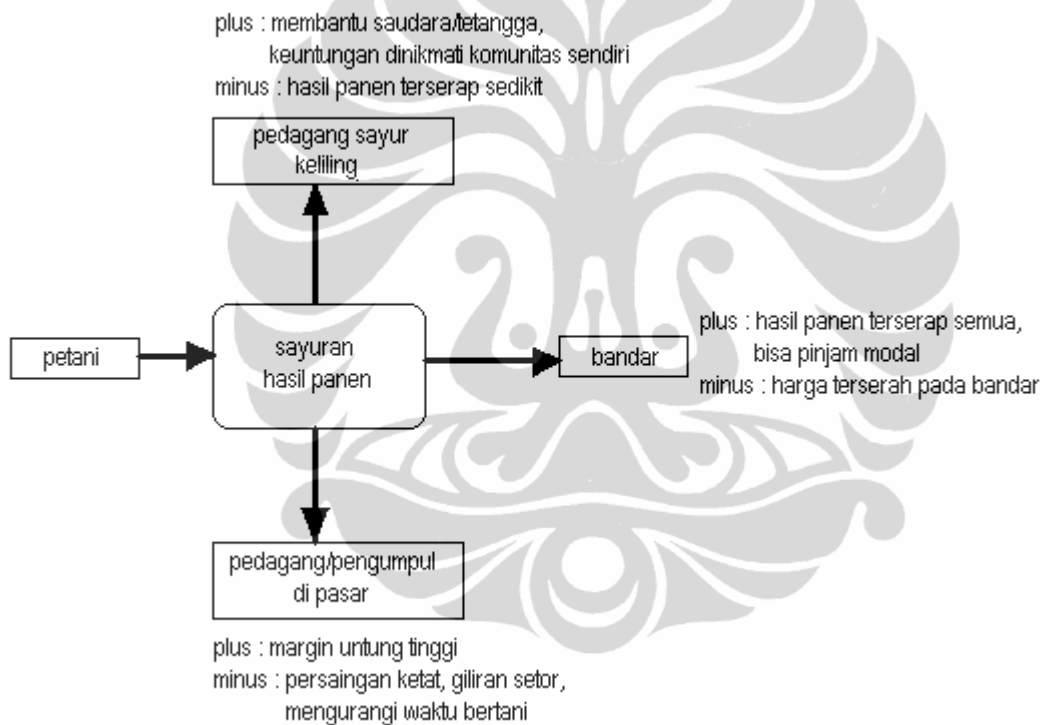 plus : membantu saudara/tetangga,
keuntungan dinikmati komunitas sendiri
minus : hasil panen terserap sedikit
pedagang sayur
keliling
petani
sayuran
hasil panen
bandar
plus : hasil panen terserap semua,
bisa pinjam modal
minus : harga terserah pada bandar
pedagang/pengumpul
di pasar
plus : margin untung tinggi
minus : persaingan ketat, giliran setor,
mengurangi waktu bertani